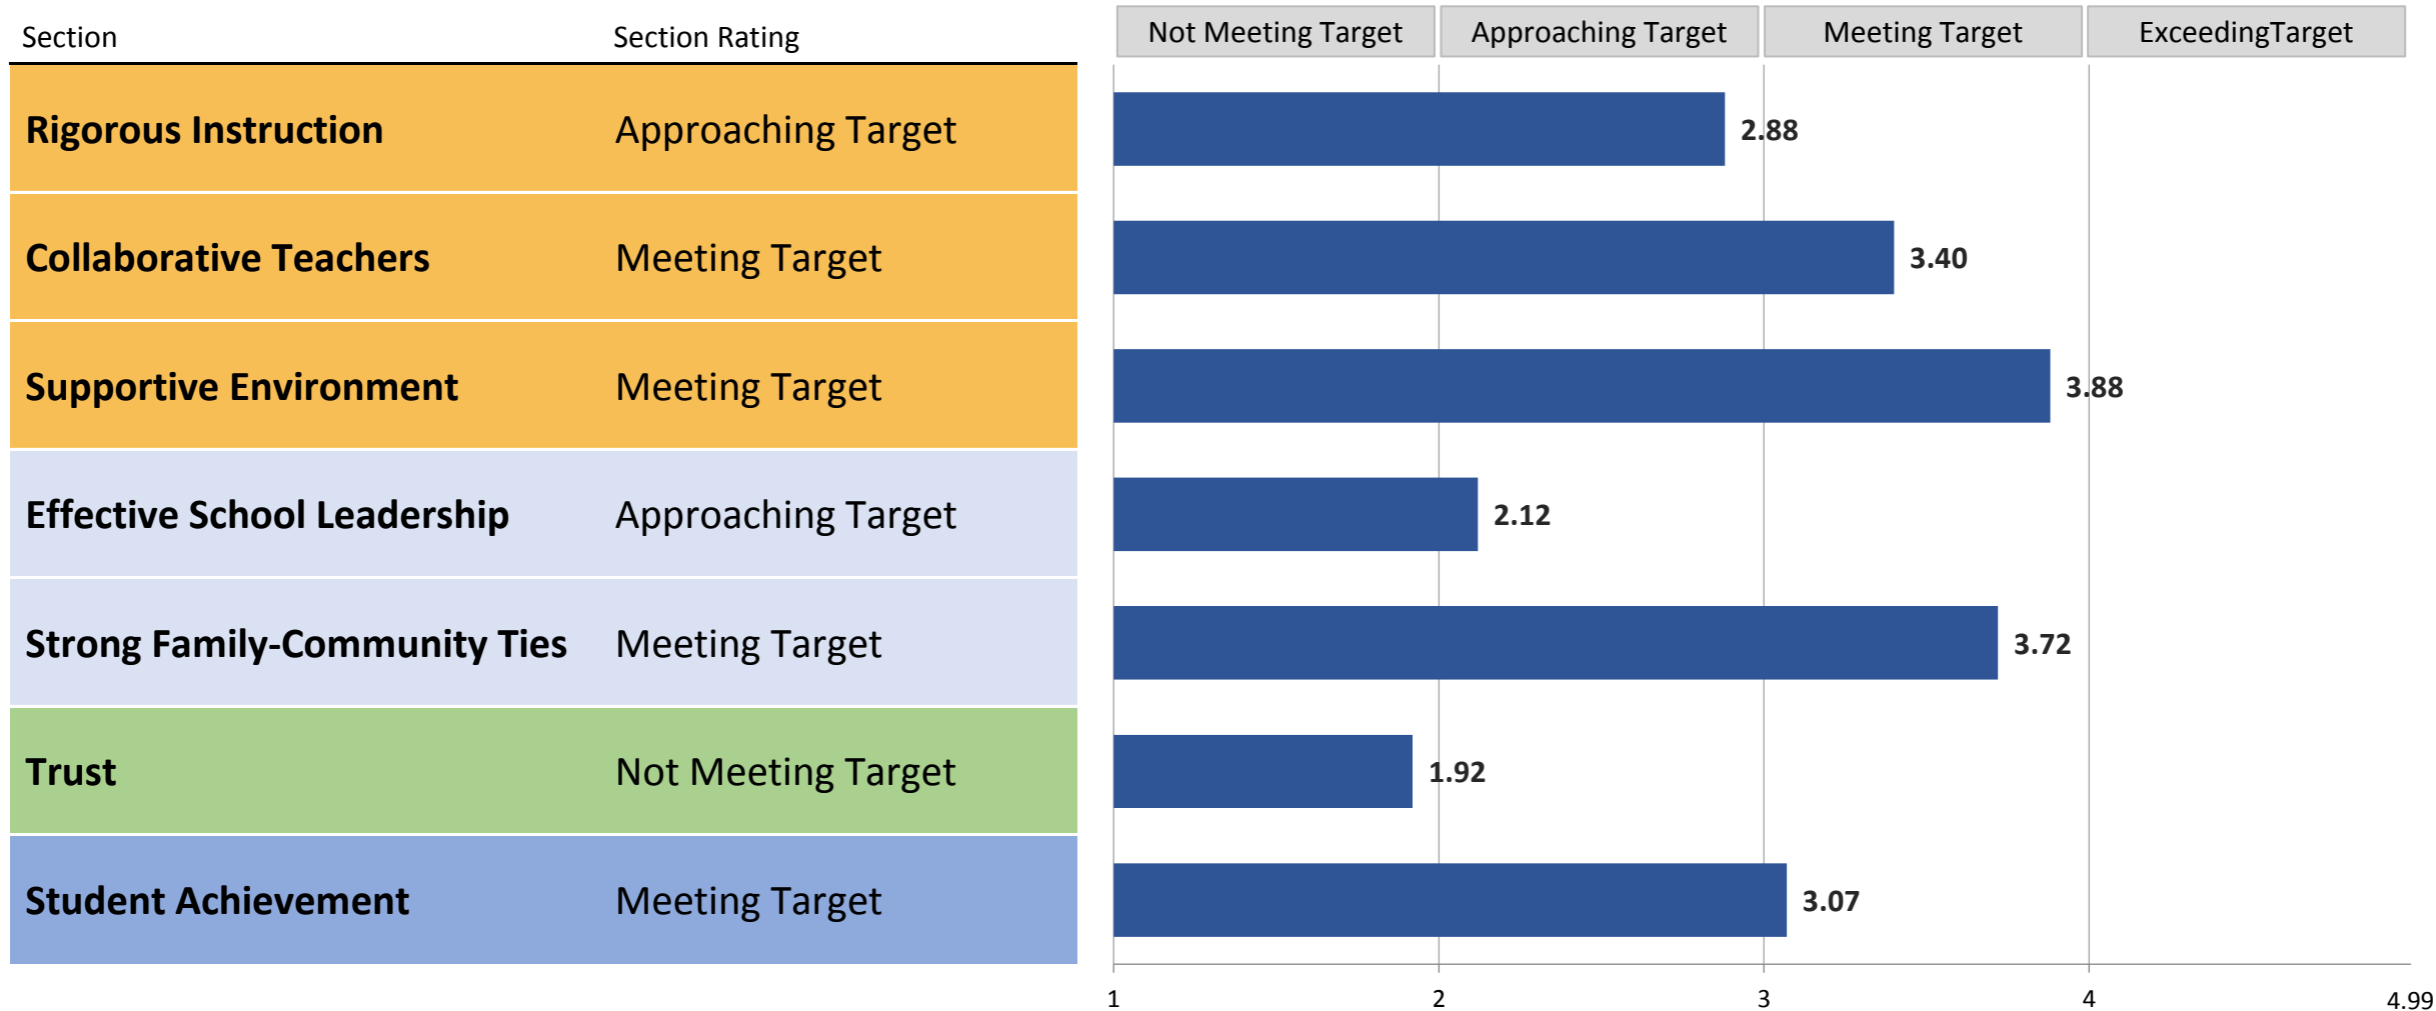 Section Section Rating Not Meeting Target Approaching Target Meeting Target ExceedingTarget
Rigorous Instruction Approaching Target 2.88
Collaborative Teachers Meeting Target 3.40
Supportive Environment Meeting Target 3.88
Effective School Leadership Approaching Target 2.12
Strong Family-Community Ties Meeting Target 3.72
Trust Not Meeting Target 1.92
Student Achievement Meeting Target 3.07
1 2 3 4 4.99